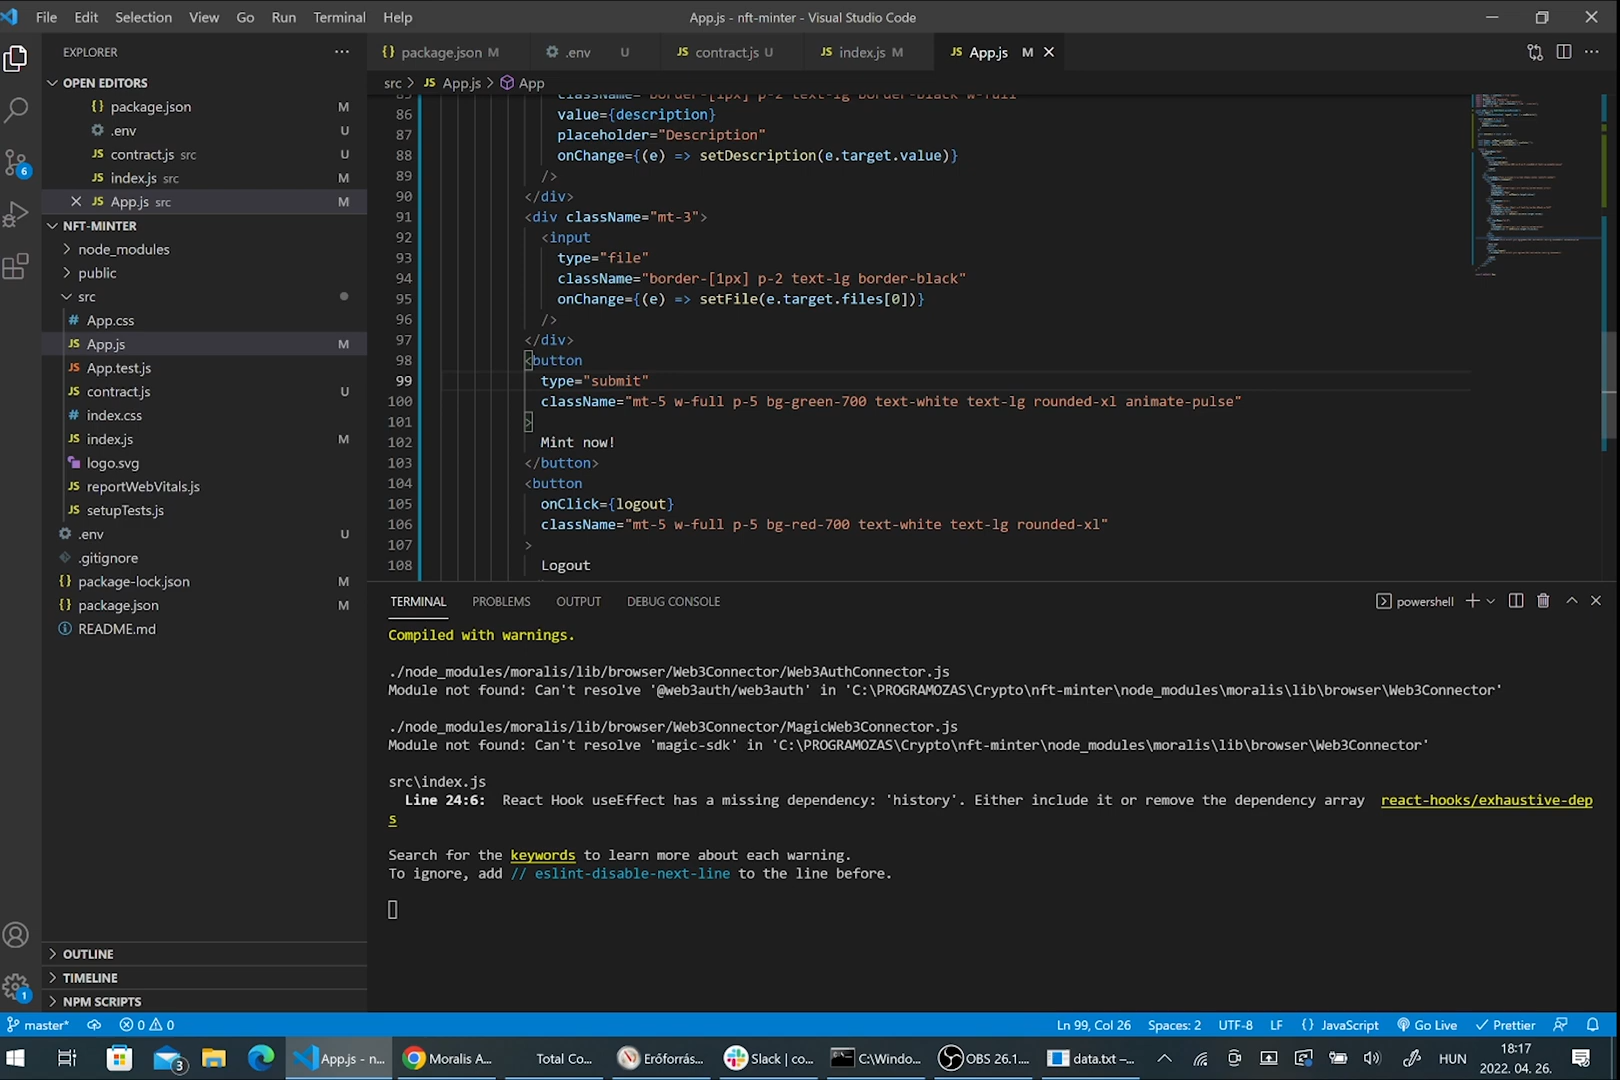 File Edit Selection View Go Run Terminal Help
App.js - nft-minter - Visual Studio Code
EXPLORER
OPEN EDITORS
package.json M
.env U
contract.js src U
index.js src M
App.js src M
NFT-MINTER
node_modules
public
src
App.css
App.js M
App.test.js
contract.js U
index.css
index.js M
logo.svg
reportWebVitals.js
setupTests.js
.env U
.gitignore
package-lock.json M
package.json M
README.md
OUTLINE
TIMELINE
NPM SCRIPTS
6
1
package.json M .env U contract.js U index.js M App.js M
src > JS App.js > App
85 className="border-[1px] p-2 text-lg border-black w-full"
86 value={description}
87 placeholder="Description"
88 onChange={(e) => setDescription(e.target.value)}
89 />
90 </div>
91 <div className="mt-3">
92 <input
93 type="file"
94 className="border-[1px] p-2 text-lg border-black"
95 onChange={(e) => setFile(e.target.files[0])}
96 />
97 </div>
98 <button
99 type="submit"
100 className="mt-5 w-full p-5 bg-green-700 text-white text-lg rounded-xl animate-pulse"
101 >
102 Mint now!
103 </button>
104 <button
105 onClick={logout}
106 className="mt-5 w-full p-5 bg-red-700 text-white text-lg rounded-xl"
107 >
108 Logout
TERMINAL PROBLEMS OUTPUT DEBUG CONSOLE
powershell
Compiled with warnings.
./node_modules/moralis/lib/browser/Web3Connector/Web3AuthConnector.js
Module not found: Can't resolve '@web3auth/web3auth' in 'C:\PROGRAMOZAS\Crypto\nft-minter\node_modules\moralis\lib\browser\Web3Connector'
./node_modules/moralis/lib/browser/Web3Connector/MagicWeb3Connector.js
Module not found: Can't resolve 'magic-sdk' in 'C:\PROGRAMOZAS\Crypto\nft-minter\node_modules\moralis\lib\browser\Web3Connector'
src\index.js
Line 24:6: React Hook useEffect has a missing dependency: 'history'. Either include it or remove the dependency array react-hooks/exhaustive-dep
s
Search for the keywords to learn more about each warning.
To ignore, add // eslint-disable-next-line to the line before.
master* 0 0
Ln 99, Col 26 Spaces: 2 UTF-8 LF {} JavaScript Go Live Prettier
3 App.js - n... Moralis A... Total Co... Erőforrás... Slack | co... C:\Windo... OBS 26.1.... data.txt –... HUN
18:17
2022. 04. 26.